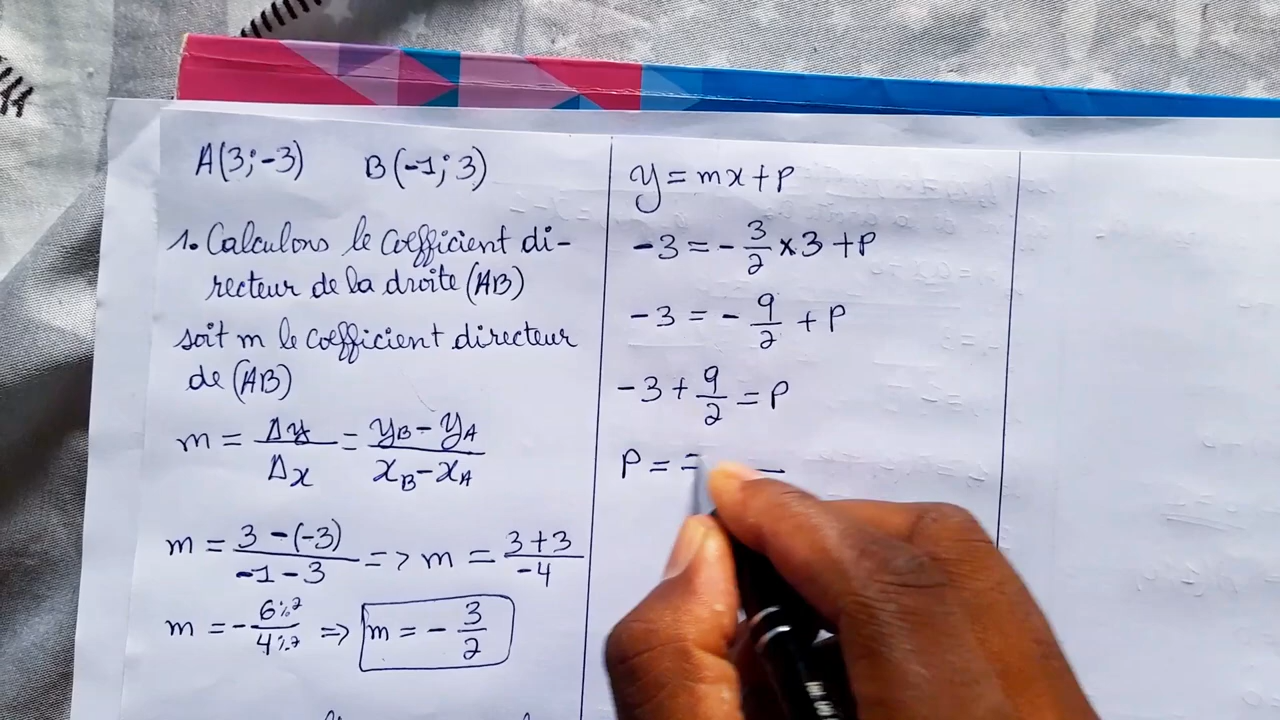 A(3;-3) B(-1;3)
1. Calculons le coefficient di-
recteur de la droite (AB)
soit m le coefficient directeur
de (AB)
m = Δy/Δx = (yB - yA)/(xB - xA)
m = (3-(-3))/(-1-3) => m = (3+3)/(-4)
m = - (6:2)/(4:2) => m = - 3/2
y = mx + p
-3 = - 3/2 × 3 + p
-3 = - 9/2 + p
-3 + 9/2 = p
p =